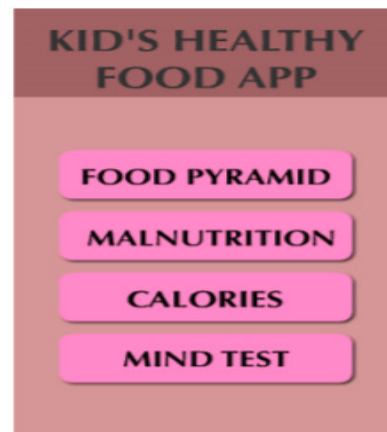 KID'S HEALTHY
FOOD APP
FOOD PYRAMID
MALNUTRITION
CALORIES
MIND TEST